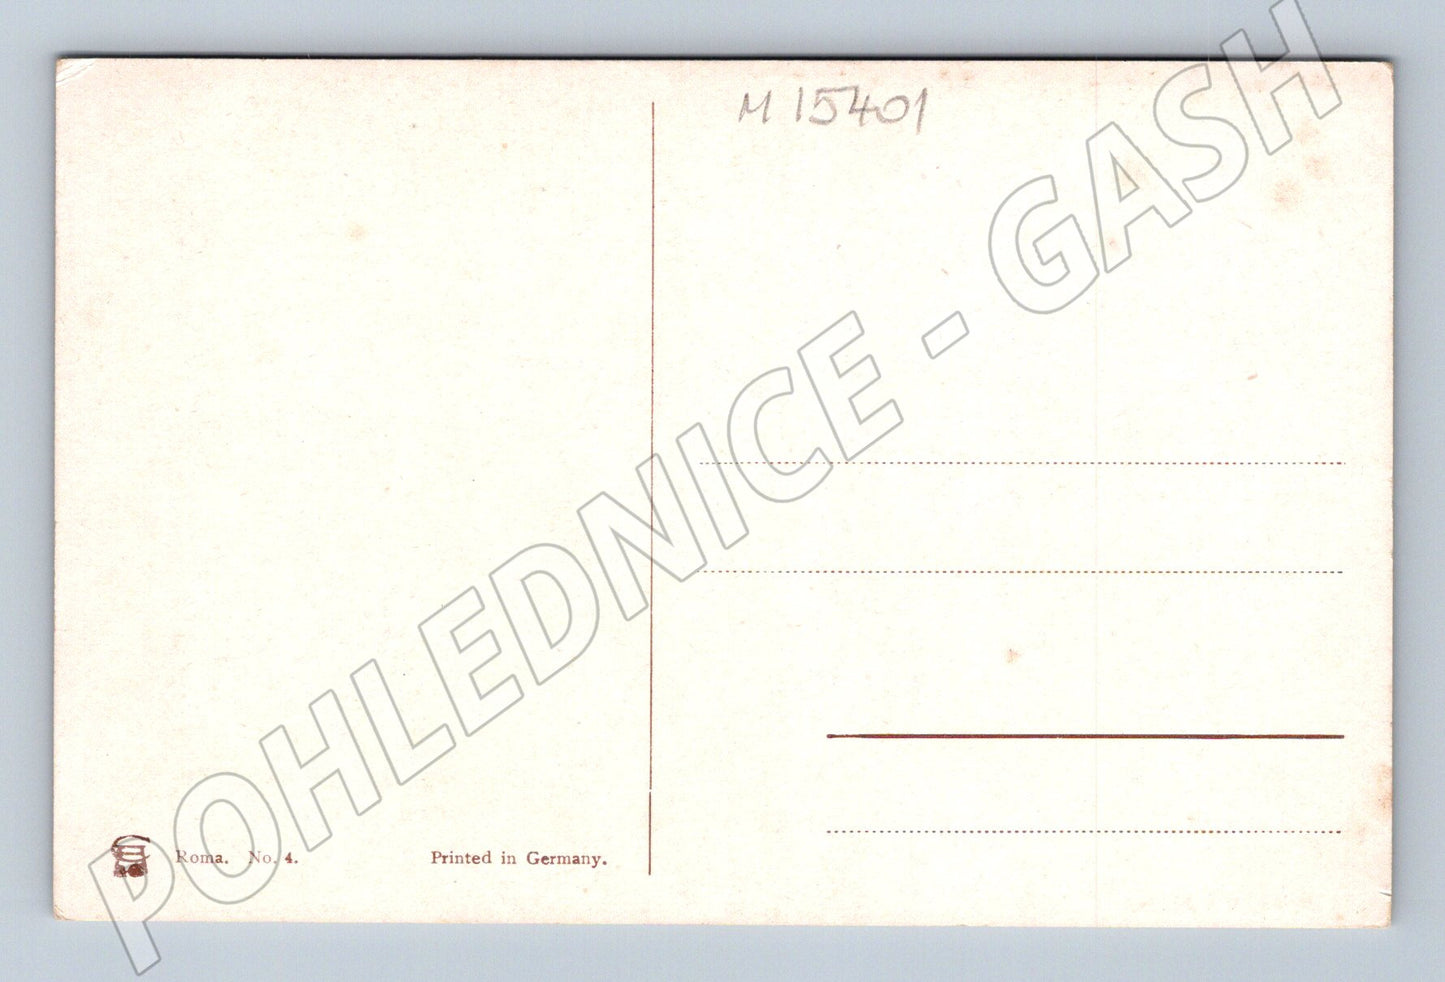 M 15401
POHLEDNICE - GASH
Roma. No. 4.
Printed in Germany.